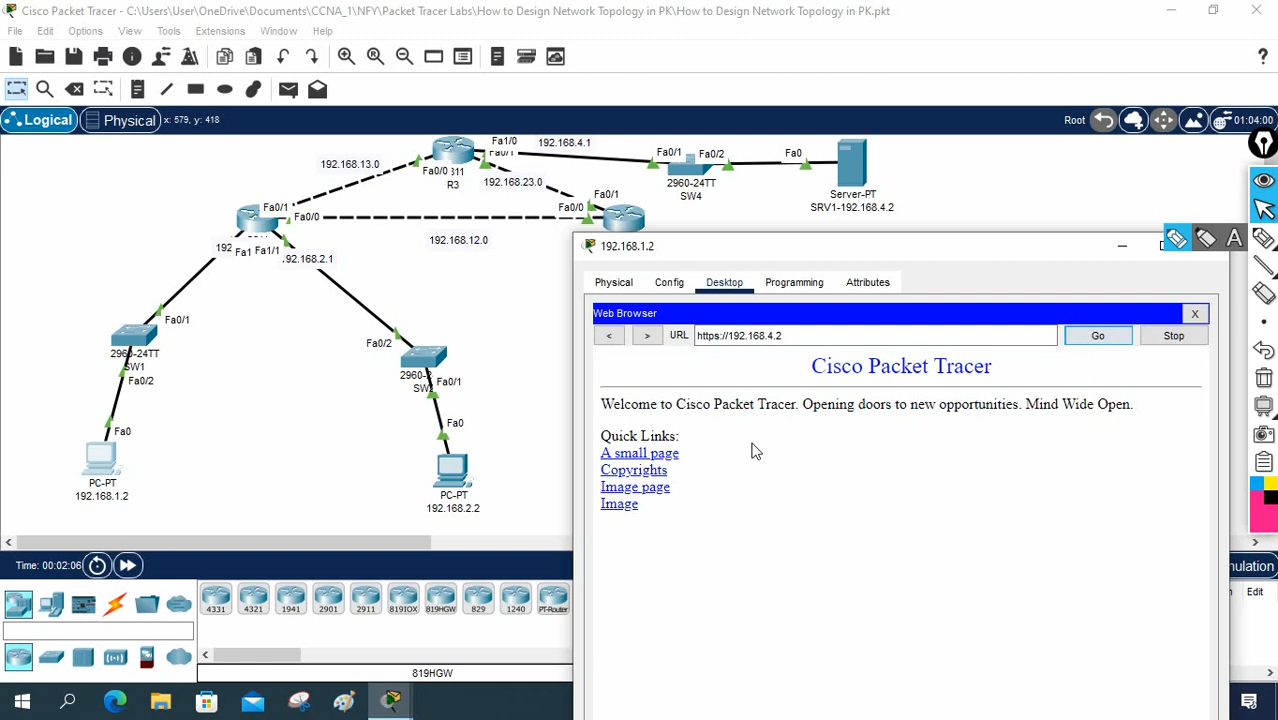 Cisco Packet Tracer - C:\Users\User\OneDrive\Documents\CCNA_1\NFY\Packet Tracer Labs\How to Design Network Topology in PK\How to Design Network Topology in PK.pkt
File Edit Options View Tools Extensions Window Help
Logical Physical x: 579, y: 418 Root 01:04:00
Fa1/0 192.168.4.1
Fa0/1 Fa0/2 Fa0
192.168.13.0 Fa0/0
R3 192.168.23.0
2960-24TT
SW4
Server-PT
SRV1-192.168.4.2
Fa0/1
Fa0/1 Fa0/0 Fa0/0
192.168.12.0
Fa1 Fa1/1
192.168.2.1
Fa0/1
2960-24TT
SW1
Fa0/2
Fa0/2
Fa0/1
Fa0
PC-PT
192.168.1.2
Fa0
PC-PT
192.168.2.2
192.168.1.2
Physical Config Desktop Programming Attributes
Web Browser X
< > URL https://192.168.4.2 Go Stop
Cisco Packet Tracer
Welcome to Cisco Packet Tracer. Opening doors to new opportunities. Mind Wide Open.
Quick Links:
A small page
Copyrights
Image page
Image
Time: 00:02:06
4331 4321 1941 2901 2911 819IOX 819HGW 829 1240 PT-Router
819HGW
Edit